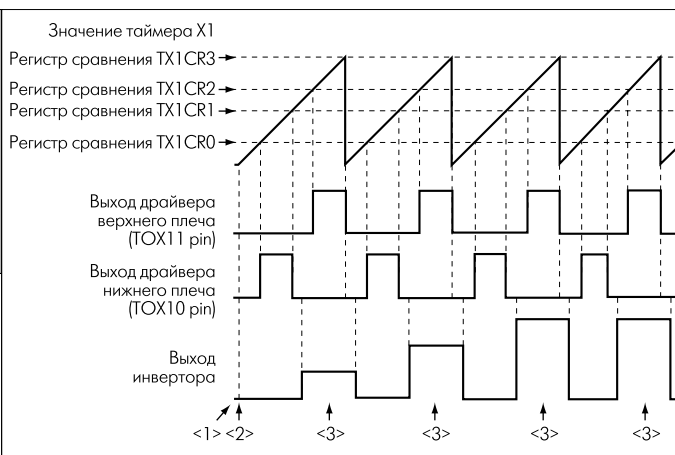 Значение таймера X1
Регистр сравнения TX1CR3
Регистр сравнения TX1CR2
Регистр сравнения TX1CR1
Регистр сравнения TX1CR0
Выход драйвера
верхнего плеча
(TOX11 pin)
Выход драйвера
нижнего плеча
(TOX10 pin)
Выход
инвертора
<1> <2> <3> <3> <3> <3>